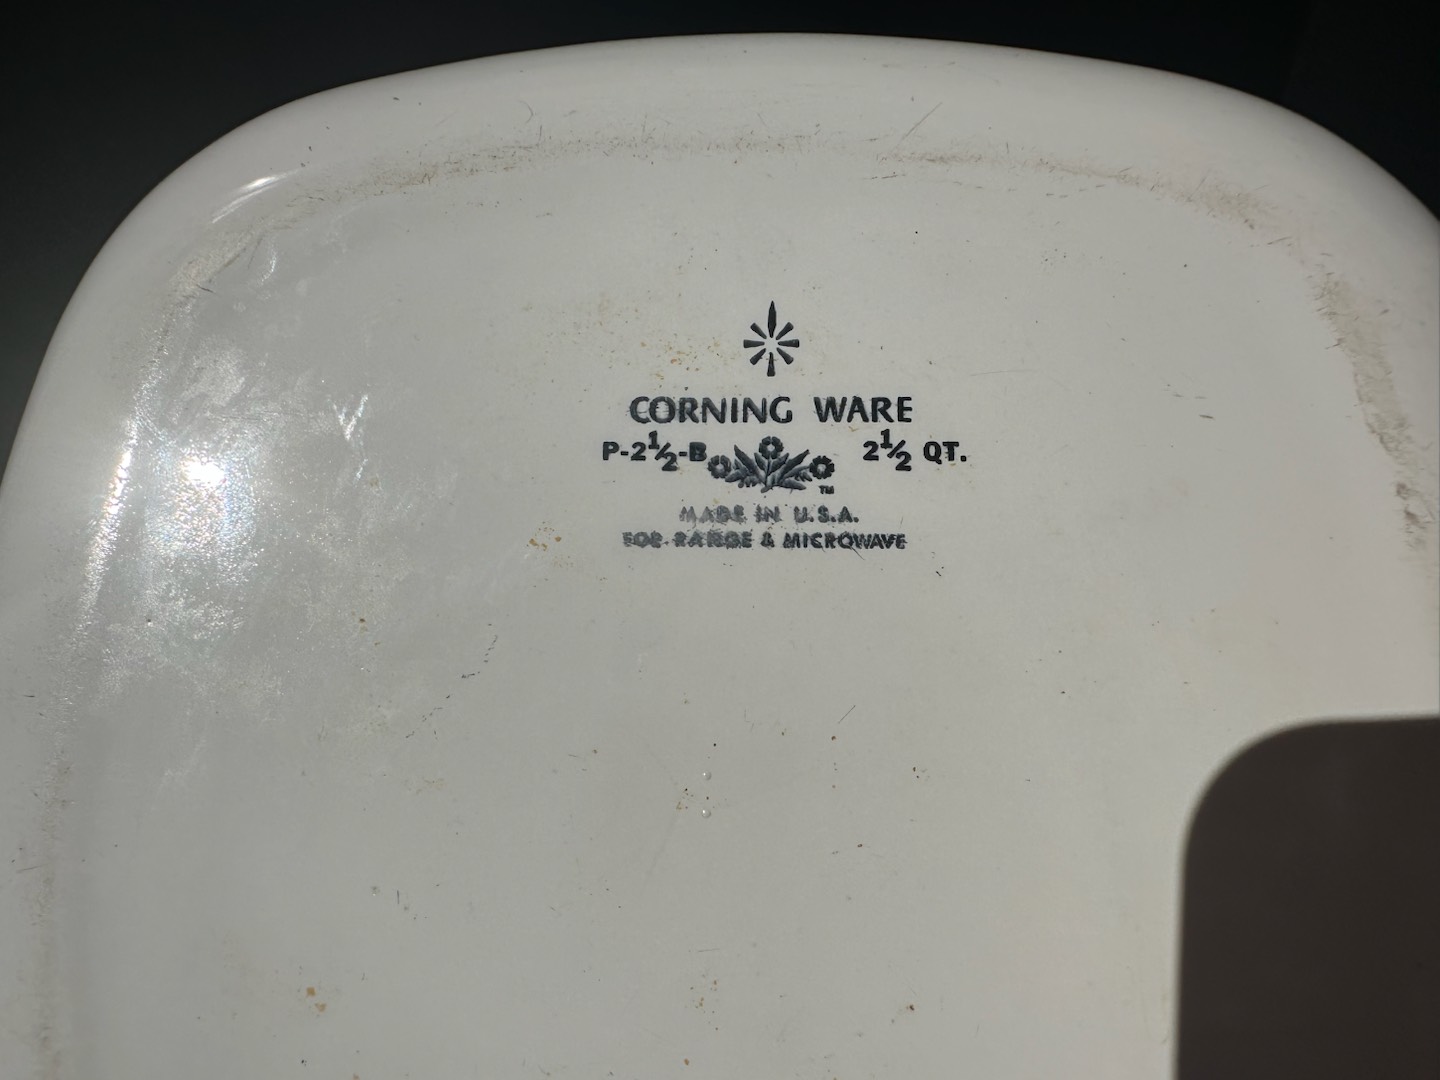 CORNING WARE
P-2½-B 2½ QT.
TM
MADE IN U.S.A.
FOR RANGE & MICROWAVE